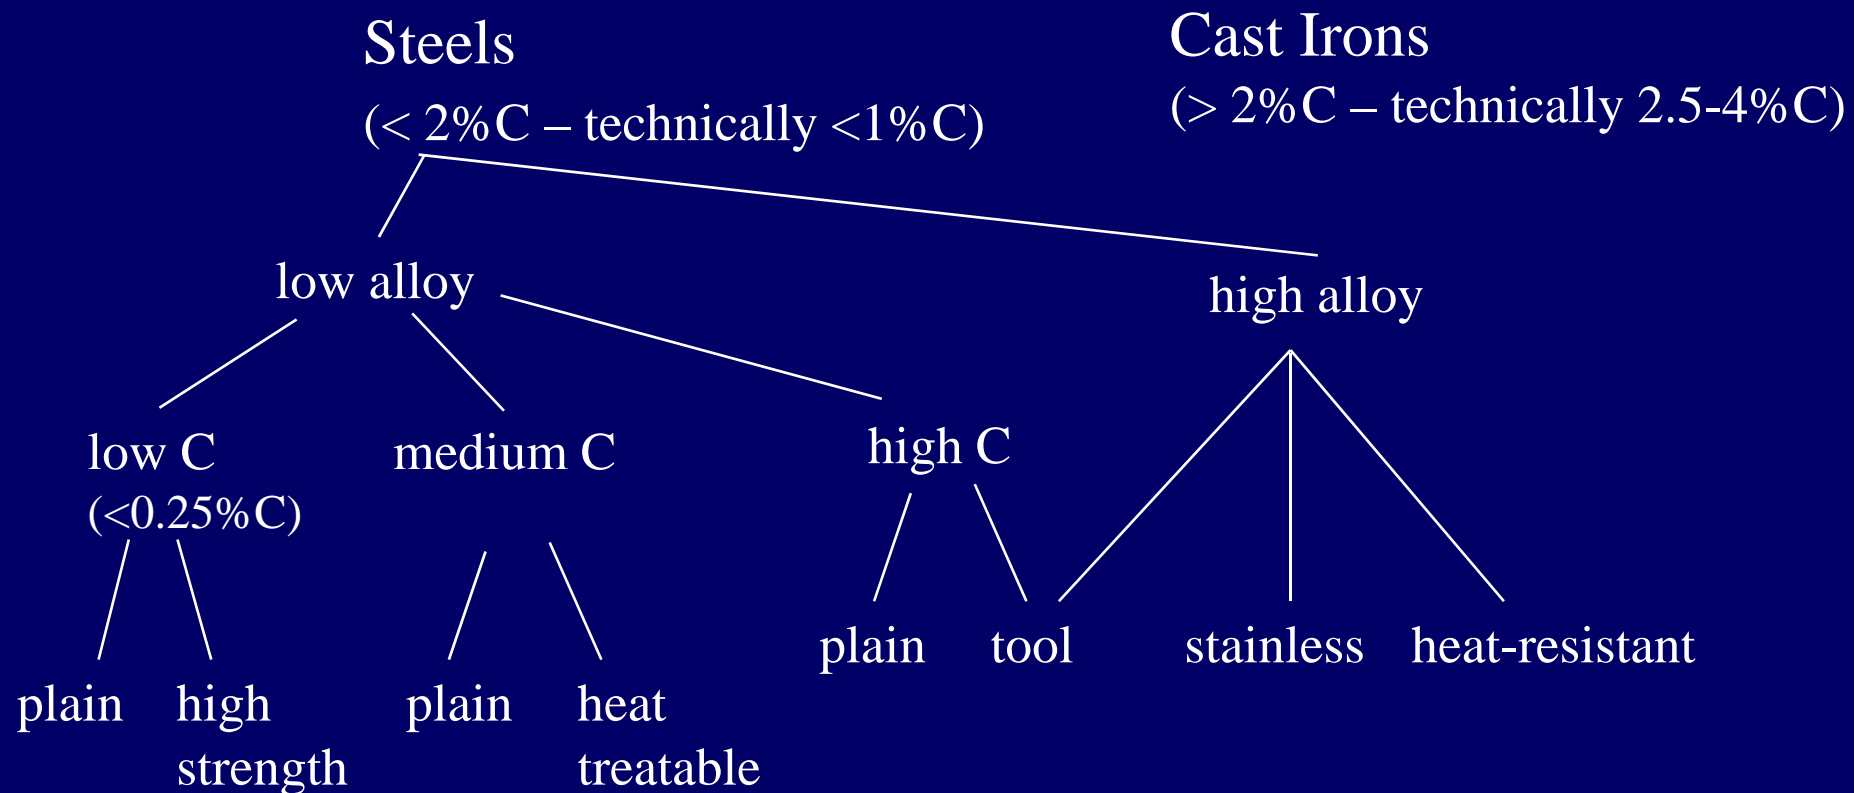 Steels
(< 2%C – technically <1%C)
Cast Irons
(> 2%C – technically 2.5-4%C)
low alloy
high alloy
low C
(<0.25%C)
medium C
high C
plain
high
strength
plain
heat
treatable
plain
tool
stainless
heat-resistant